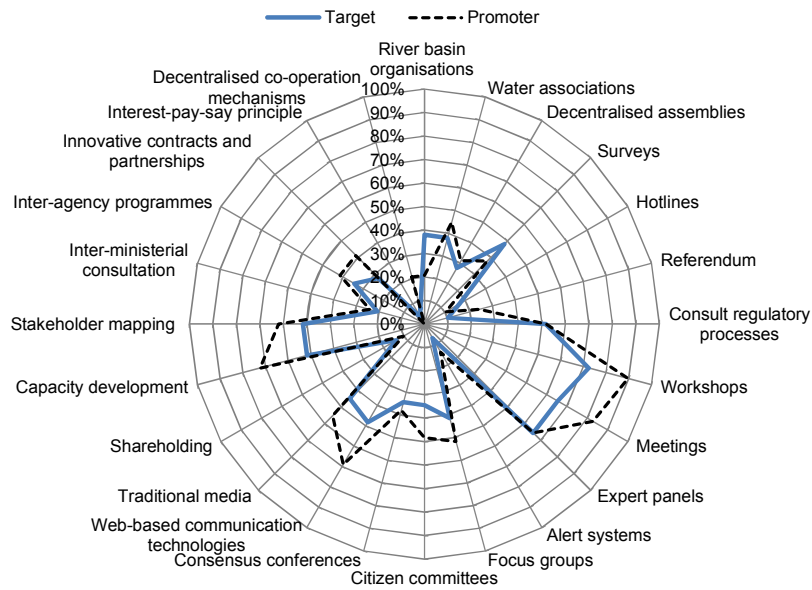 Target
Promoter
River basin
organisations
Water associations
Decentralised assemblies
Surveys
Hotlines
Referendum
Consult regulatory
processes
Workshops
Meetings
Expert panels
Alert systems
Focus groups
Citizen committees
Consensus conferences
Web-based communication
technologies
Traditional media
Shareholding
Capacity development
Stakeholder mapping
Inter-ministerial
consultation
Inter-agency programmes
Innovative contracts and
partnerships
Interest-pay-say principle
Decentralised co-operation
mechanisms
100%
90%
80%
70%
60%
50%
40%
30%
20%
10%
0%